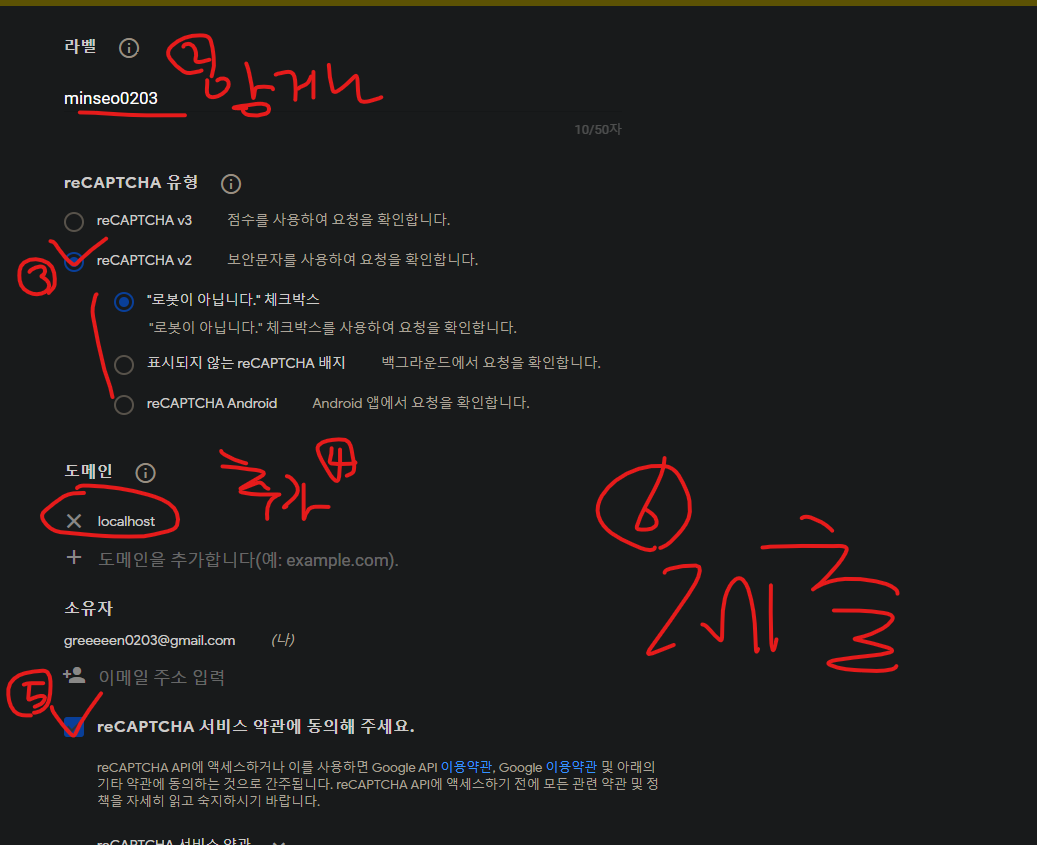 라벨
② 암거나
minseo0203
10/50자
reCAPTCHA 유형
reCAPTCHA v3 점수를 사용하여 요청을 확인합니다.
③ reCAPTCHA v2 보안문자를 사용하여 요청을 확인합니다.
"로봇이 아닙니다." 체크박스
"로봇이 아닙니다." 체크박스를 사용하여 요청을 확인합니다.
표시되지 않는 reCAPTCHA 배지 백그라운드에서 요청을 확인합니다.
reCAPTCHA Android Android 앱에서 요청을 확인합니다.
도메인
추가 ④
localhost
도메인을 추가합니다(예: example.com).
⑥
제출
소유자
greeeeen0203@gmail.com (나)
이메일 주소 입력
⑤
reCAPTCHA 서비스 약관에 동의해 주세요.
reCAPTCHA API에 액세스하거나 이를 사용하면 Google API 이용약관, Google 이용약관 및 아래의
기타 약관에 동의하는 것으로 간주됩니다. reCAPTCHA API에 액세스하기 전에 모든 관련 약관 및 정
책을 자세히 읽고 숙지하시기 바랍니다.
reCAPTCHA 서비스 약관